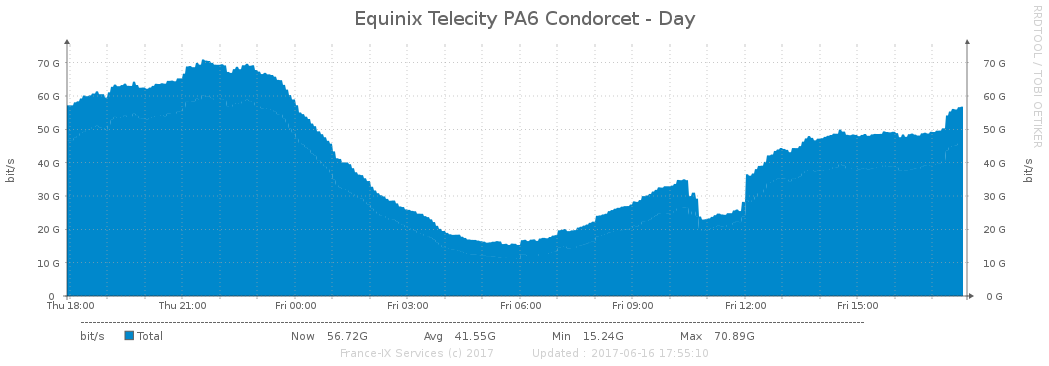 Equinix Telecity PA6 Condorcet - Day
RRDTOOL / TOBI OETIKER
bit/s
70 G
60 G
50 G
40 G
30 G
20 G
10 G
0
70 G
60 G
50 G
40 G
30 G
20 G
10 G
0 G
bit/s
Thu 18:00 Thu 21:00 Fri 00:00 Fri 03:00 Fri 06:00 Fri 09:00 Fri 12:00 Fri 15:00
bit/s Total Now 56.72G Avg 41.55G Min 15.24G Max 70.89G
France-IX Services (c) 2017 Updated : 2017-06-16 17:55:10